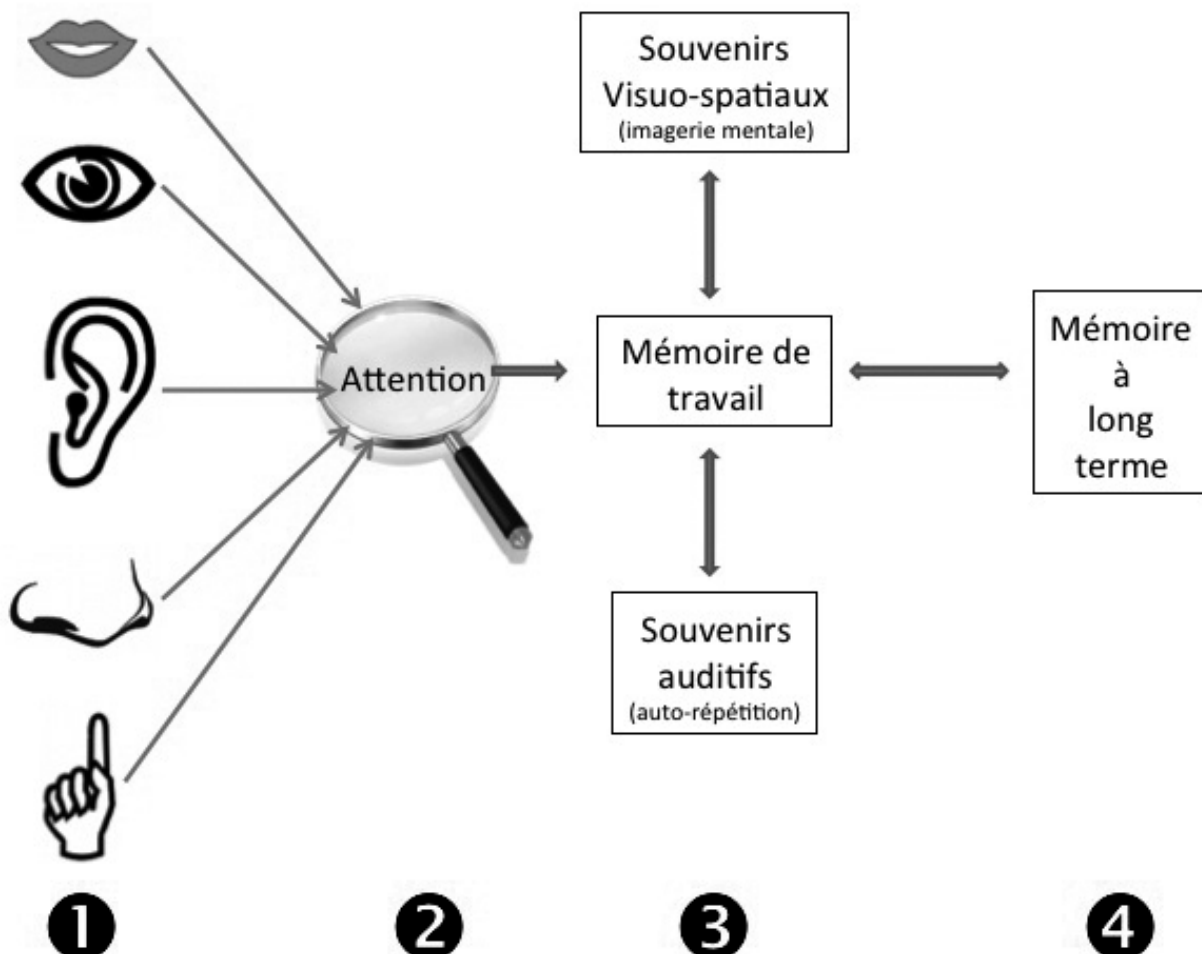 Souvenirs
Visuo-spatiaux
(imagerie mentale)
Attention
Mémoire de
travail
Mémoire
à
long
terme
Souvenirs
auditifs
(auto-répétition)
1
2
3
4